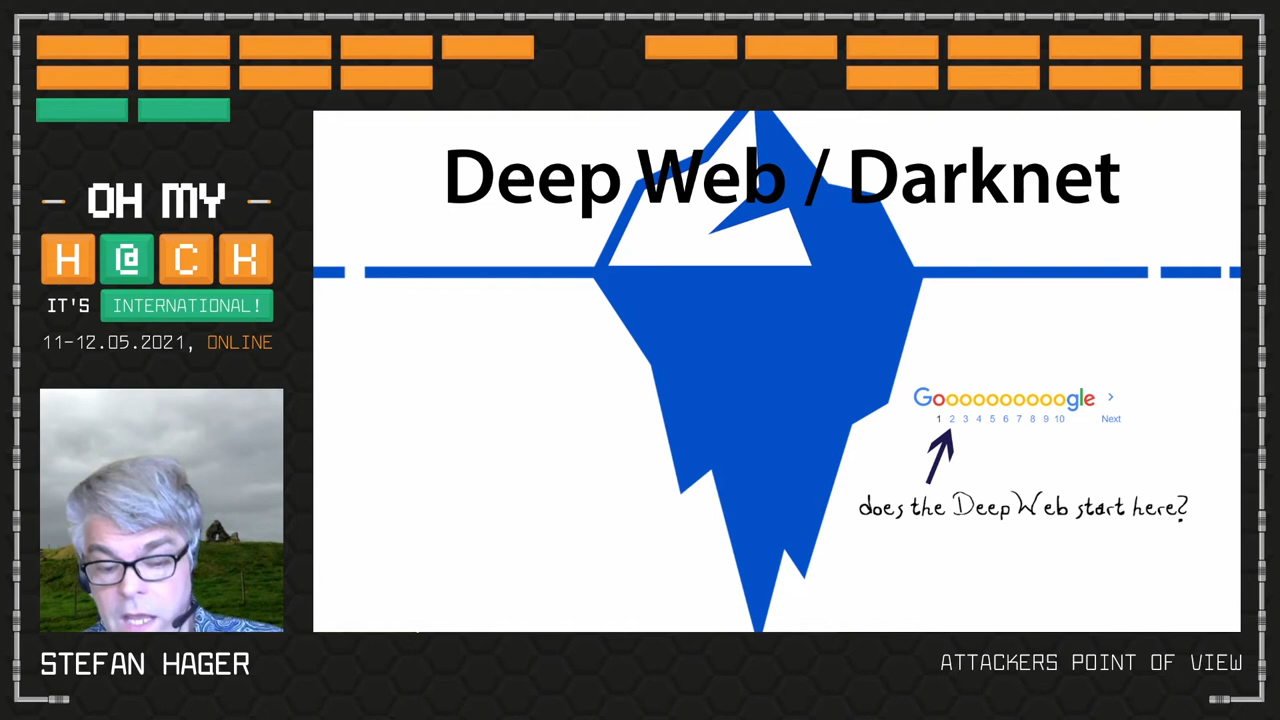 OH MY
H@CK
IT'S INTERNATIONAL!
11-12.05.2021, ONLINE
Deep Web / Darknet
Goooooooooogle >
1 2 3 4 5 6 7 8 9 10 Next
does the Deep Web start here?
STEFAN HAGER
ATTACKERS POINT OF VIEW